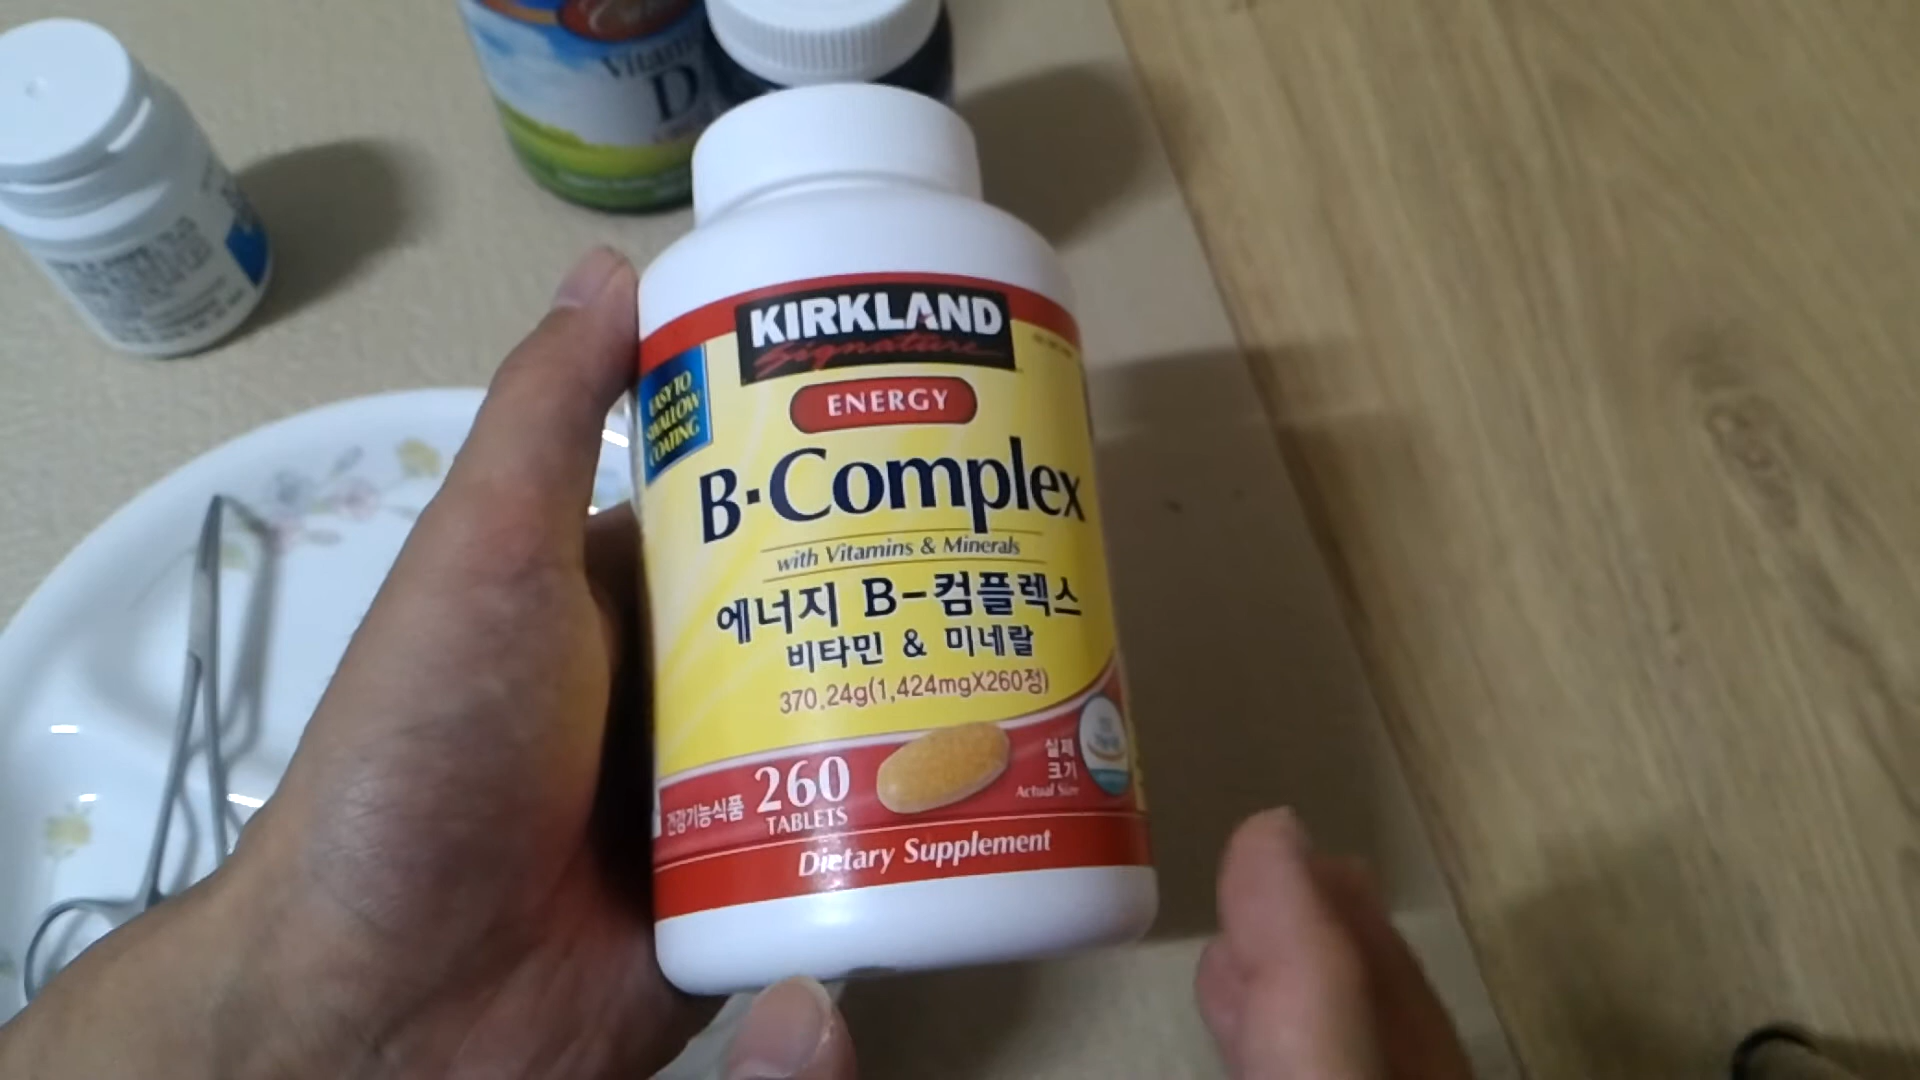 Vitamin
D
KIRKLAND
Signature
EASY TO
SWALLOW
COATING
ENERGY
B·Complex
with Vitamins & Minerals
에너지 B-컴플렉스
비타민 & 미네랄
370.24g(1,424mgX260정)
건강기능식품
260
TABLETS
실제
크기
Actual Size
Dietary Supplement